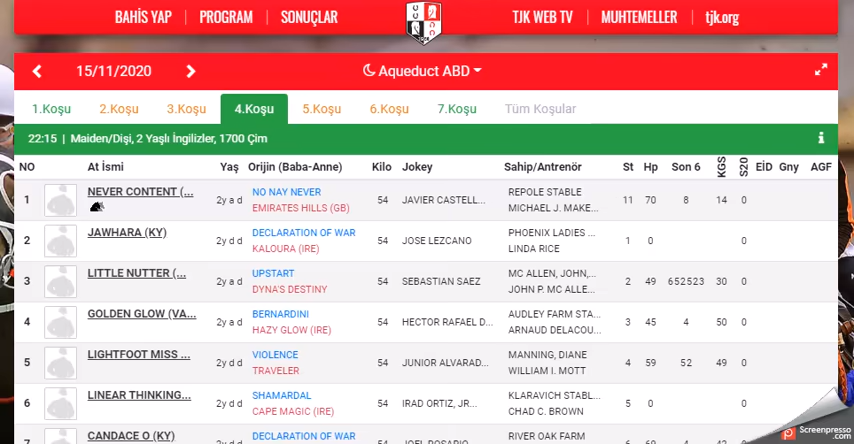 BAHİS YAP PROGRAM SONUÇLAR TJK WEB TV MUHTEMELLER tjk.org
15/11/2020 Aqueduct ABD
1.Koşu 2.Koşu 3.Koşu 4.Koşu 5.Koşu 6.Koşu 7.Koşu Tüm Koşular
22:15 | Maiden/Dişi, 2 Yaşlı İngilizler, 1700 Çim
NO At İsmi Yaş Orijin (Baba-Anne) Kilo Jokey Sahip/Antrenör St Hp Son 6 KGS S20 EİD Gny AGF
1 NEVER CONTENT (... 2y a d NO NAY NEVER 54 JAVIER CASTELL... REPOLE STABLE 11 70 8 14 0
EMIRATES HILLS (GB) MICHAEL J. MAKE...
2 JAWHARA (KY) 2y d d DECLARATION OF WAR 54 JOSE LEZCANO PHOENIX LADIES ... 1 0 0
KALOURA (IRE) LINDA RICE
3 LITTLE NUTTER (... 2y a d UPSTART 54 SEBASTIAN SAEZ MC ALLEN, JOHN,... 2 49 652523 30 0
DYNA'S DESTINY JOHN P. MC ALLE...
4 GOLDEN GLOW (VA... 2y a d BERNARDINI 54 HECTOR RAFAEL D... AUDLEY FARM STA... 3 45 4 50 0
HAZY GLOW (IRE) ARNAUD DELACOU...
5 LIGHTFOOT MISS ... 2y d d VIOLENCE 54 JUNIOR ALVARAD... MANNING, DIANE 4 59 52 49 0
TRAVELER WILLIAM I. MOTT
6 LINEAR THINKING... 2y d d SHAMARDAL 54 IRAD ORTIZ, JR... KLARAVICH STABL... 5 0 0
CAPE MAGIC (IRE) CHAD C. BROWN
CANDACE O (KY) DECLARATION OF WAR JOEL ROSARIO RIVER OAK FARM
Screenpresso
.com